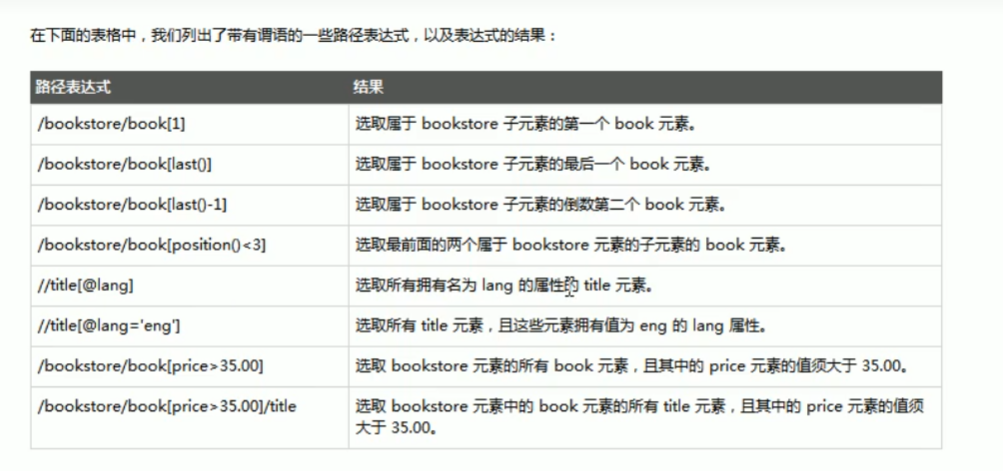 在下面的表格中，我们列出了带有谓语的一些路径表达式，以及表达式的结果：
路径表达式 结果
/bookstore/book[1] 选取属于 bookstore 子元素的第一个 book 元素。
/bookstore/book[last()] 选取属于 bookstore 子元素的最后一个 book 元素。
/bookstore/book[last()-1] 选取属于 bookstore 子元素的倒数第二个 book 元素。
/bookstore/book[position()<3] 选取最前面的两个属于 bookstore 元素的子元素的 book 元素。
//title[@lang] 选取所有拥有名为 lang 的属性的 title 元素。
//title[@lang='eng'] 选取所有 title 元素，且这些元素拥有值为 eng 的 lang 属性。
/bookstore/book[price>35.00] 选取 bookstore 元素的所有 book 元素，且其中的 price 元素的值须大于 35.00。
/bookstore/book[price>35.00]/title 选取 bookstore 元素中的 book 元素的所有 title 元素，且其中的 price 元素的值须
大于 35.00。